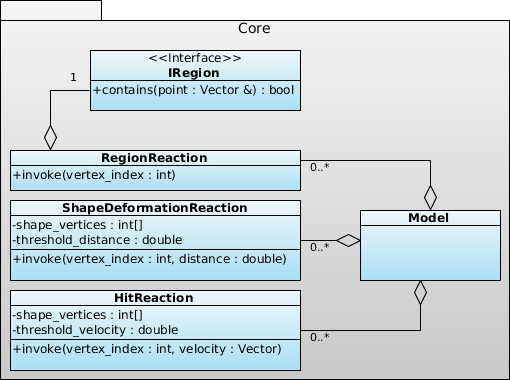 Core
<<Interface>>
IRegion
+contains(point : Vector &) : bool
1
RegionReaction
+invoke(vertex_index : int)
0..*
ShapeDeformationReaction
-shape_vertices : int[]
-threshold_distance : double
+invoke(vertex_index : int, distance : double)
0..*
Model
HitReaction
-shape_vertices : int[]
-threshold_velocity : double
+invoke(vertex_index : int, velocity : Vector)
0..*